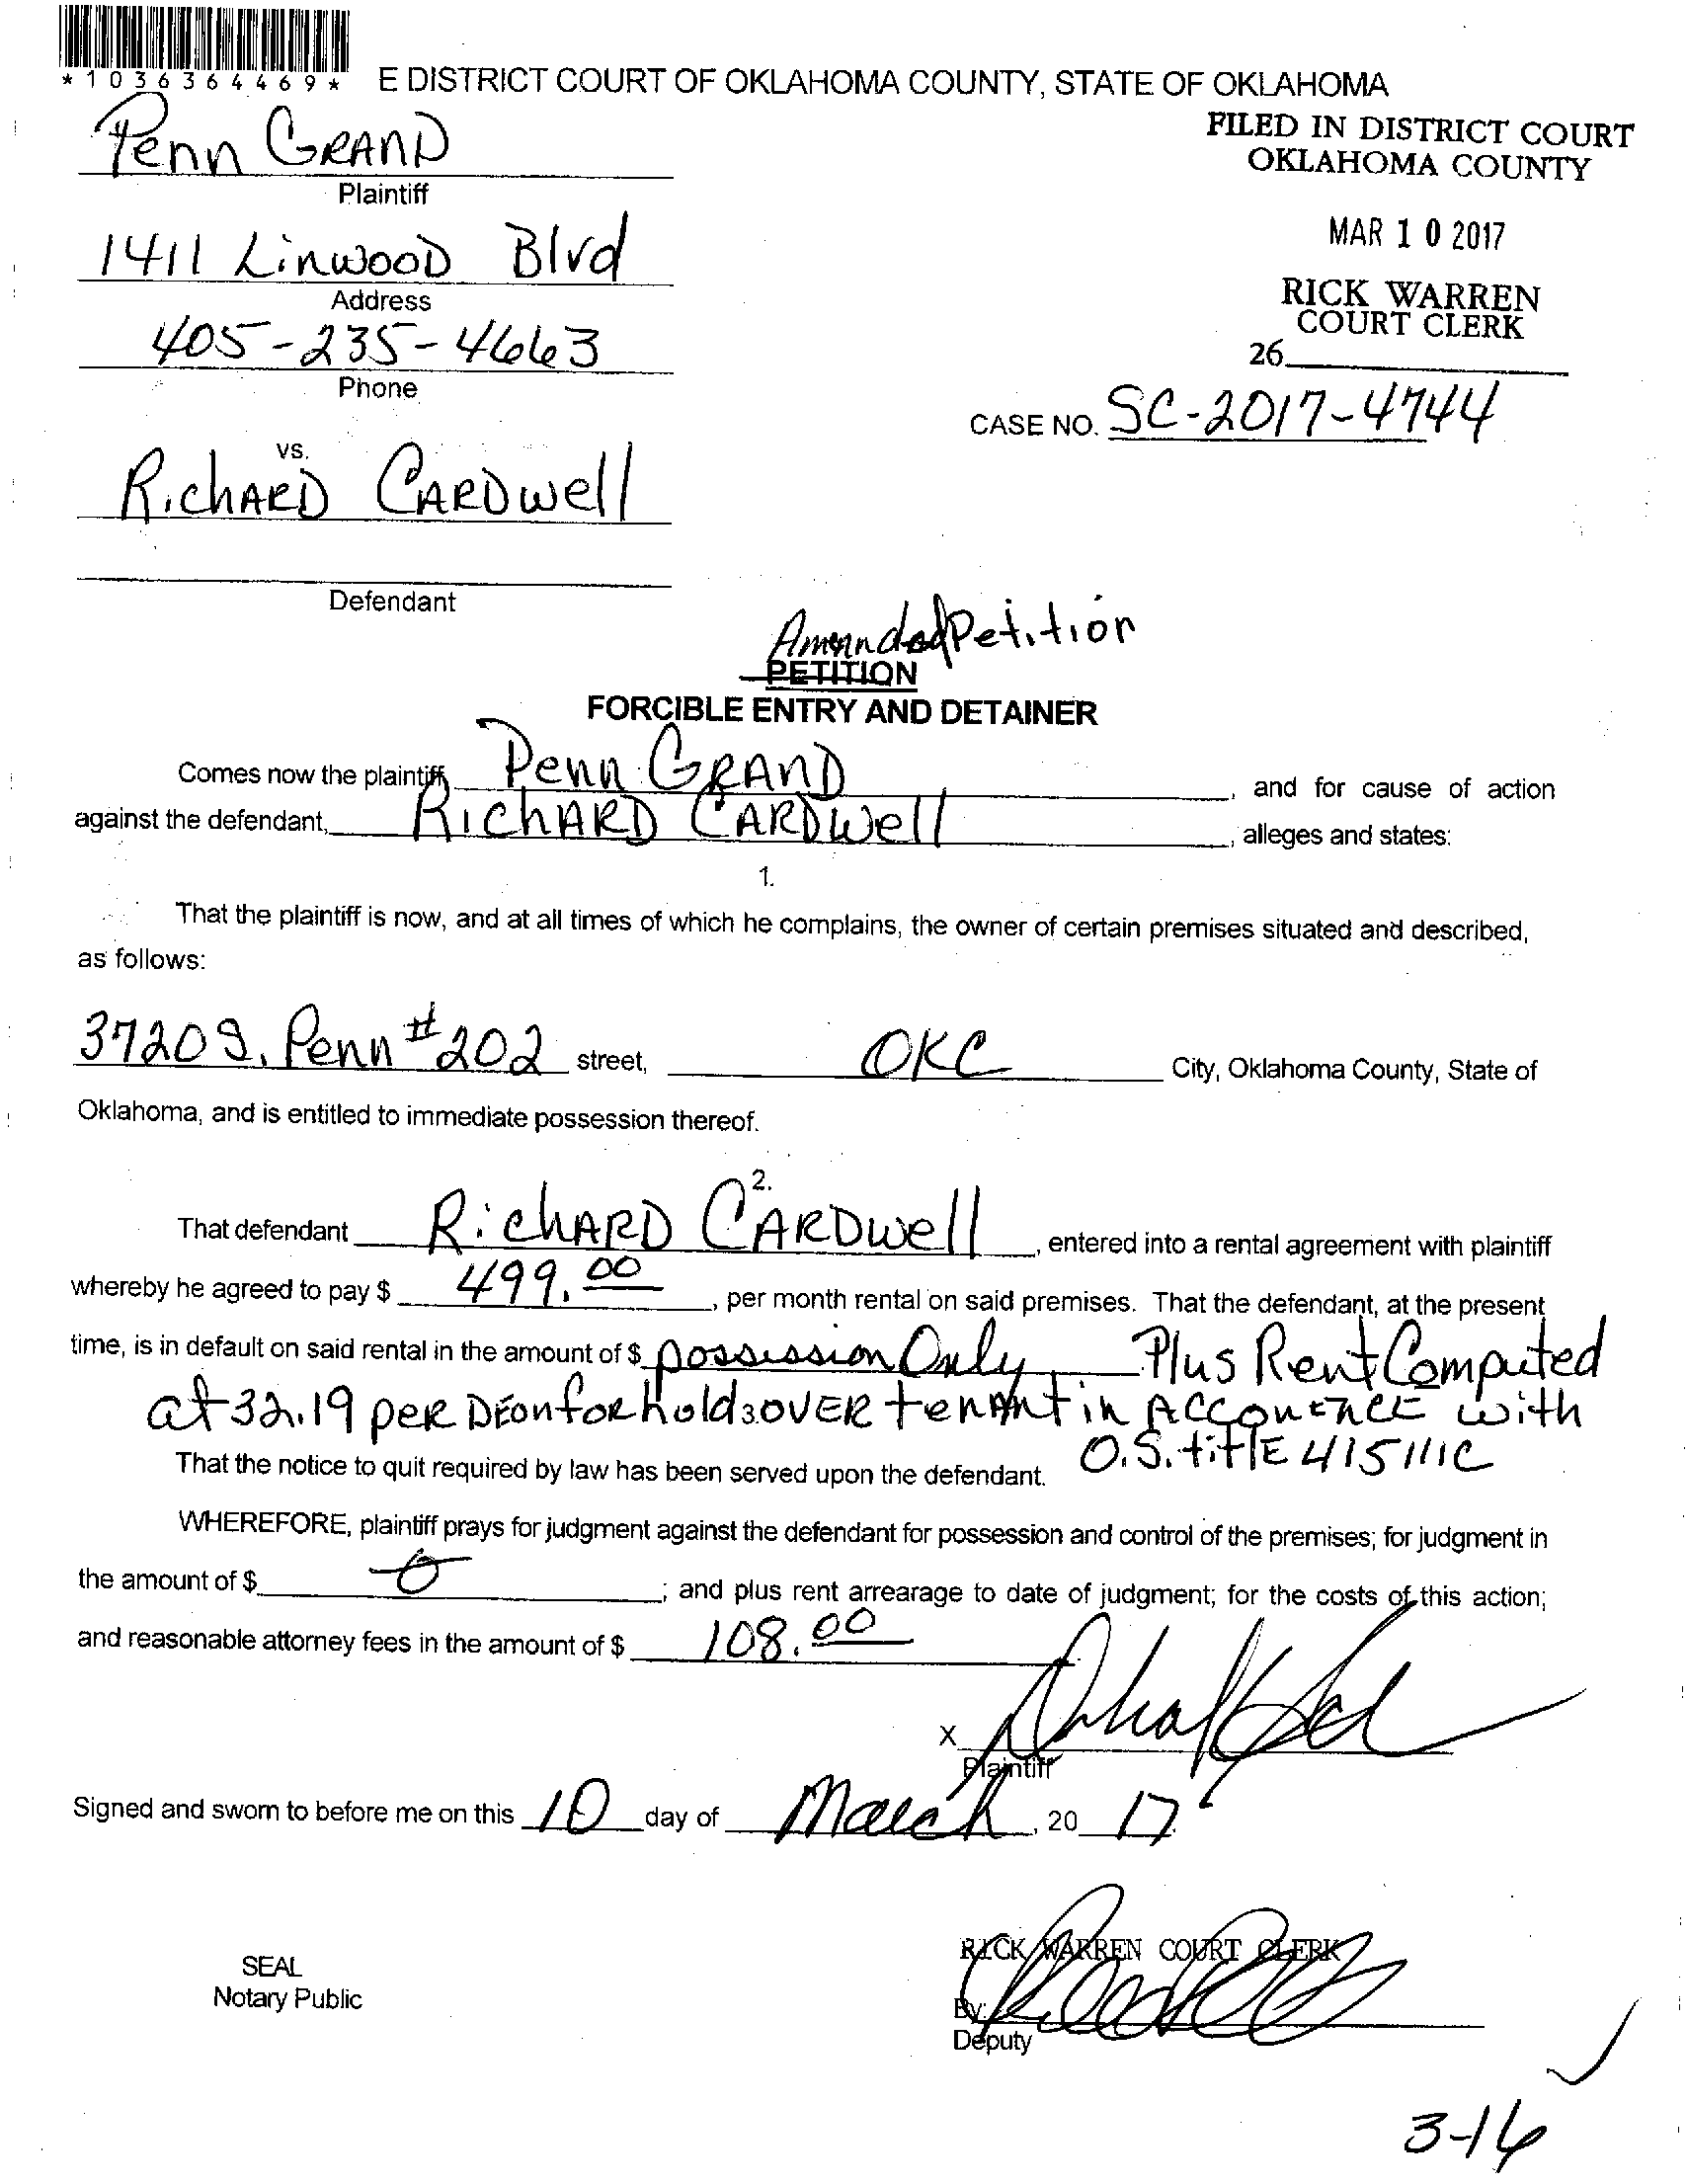 *1036364469*
E DISTRICT COURT OF OKLAHOMA COUNTY, STATE OF OKLAHOMA
Penn GRAND
Plaintiff
FILED IN DISTRICT COURT
OKLAHOMA COUNTY
MAR 10 2017
RICK WARREN
COURT CLERK
26
1411 LinwooD Blvd
Address
405-235-4663
Phone
CASE NO. SC-2017-4744
vs.
RichARD CARDwell
Defendant
Petition
PETITION
FORCIBLE ENTRY AND DETAINER
Comes now the plaintiff Penn GRAND, and for cause of action
against the defendant, RichARD CARDwell, alleges and states:
1.
That the plaintiff is now, and at all times of which he complains, the owner of certain premises situated and described,
as follows:
3720 S. Penn #202 street, OKC City, Oklahoma County, State of
Oklahoma, and is entitled to immediate possession thereof.
2.
That defendant RichARD CARDwell, entered into a rental agreement with plaintiff
whereby he agreed to pay $ 499.00, per month rental on said premises. That the defendant, at the present
time, is in default on said rental in the amount of $ possession Only Plus Rent Computed
at 32.19 peR for OVER tenAnt in with
O.S. titlE 41 5 111C
That the notice to quit required by law has been served upon the defendant.
WHEREFORE, plaintiff prays for judgment against the defendant for possession and control of the premises; for judgment in
the amount of $ ; and plus rent arrearage to date of judgment; for the costs of this action;
and reasonable attorney fees in the amount of $ 108.00
X
Plaintiff
Signed and sworn to before me on this 10 day of March, 20 17.
SEAL
Notary Public
RICK WARREN COURT CLERK
By:
Deputy
3-16